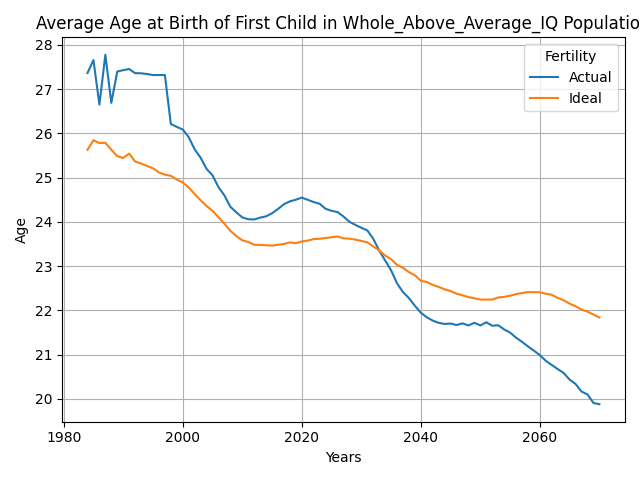 Average Age at Birth of First Child in Whole_Above_Average_IQ Populatio
28
27
26
25
24
23
22
21
20
Age
Fertility
Actual
Ideal
1980
2000
2020
2040
2060
Years